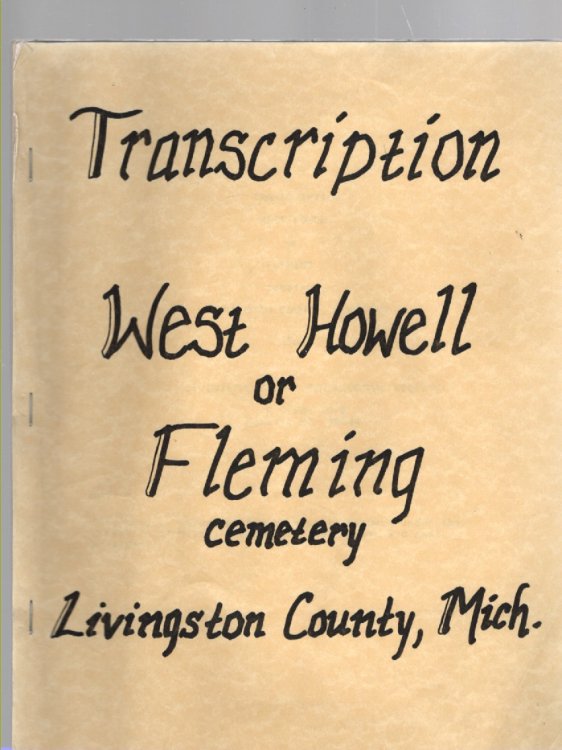 Transcription
West Howell
or
Fleming
cemetery
Livingston County, Mich.